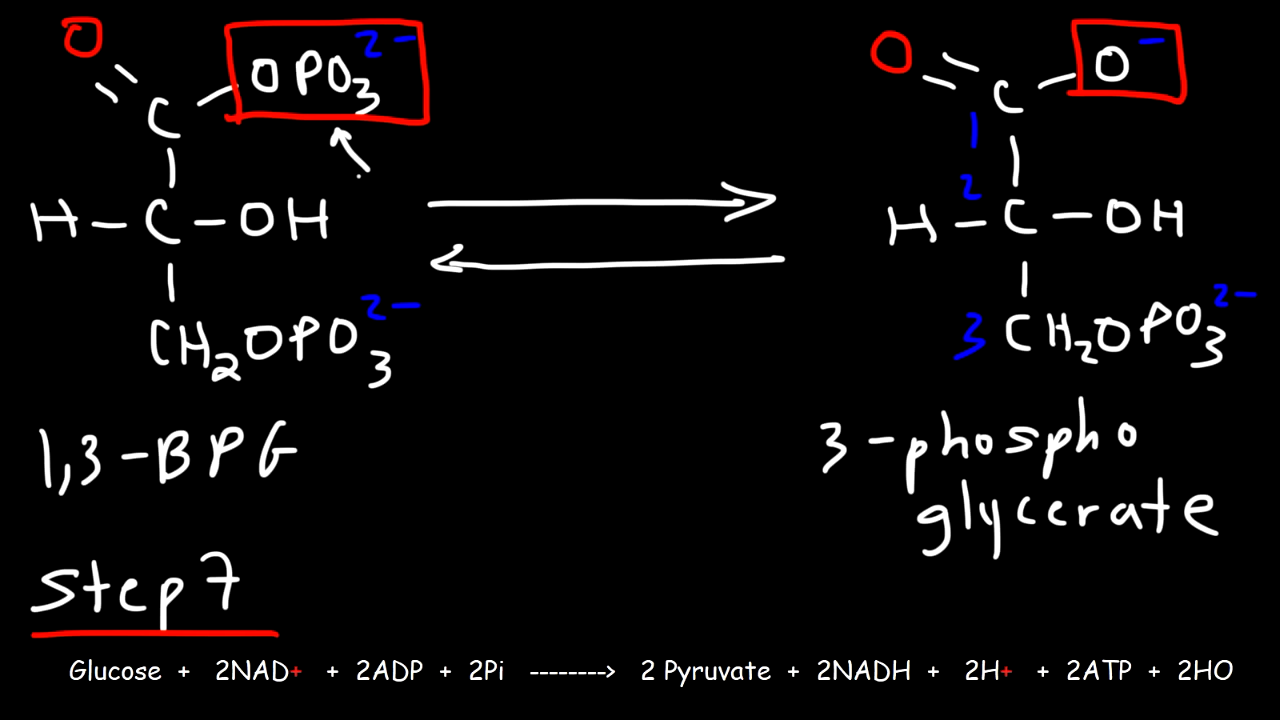 O OPO3 2-
C
H - C - OH
CH2OPO3 2-
1,3-BPG
Step 7
O O-
C
1
2
H - C - OH
3 CH2OPO3 2-
3-phospho
glycerate
Glucose + 2NAD+ + 2ADP + 2Pi --------> 2 Pyruvate + 2NADH + 2H+ + 2ATP + 2HO